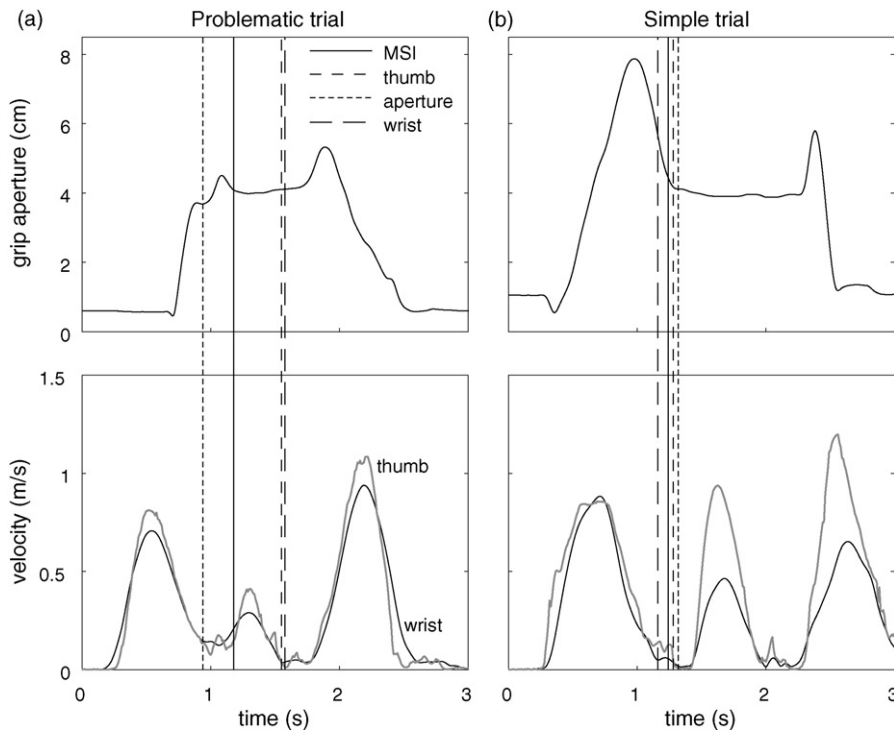 (a) Problematic trial
(b) Simple trial
8
6
4
2
0
grip aperture (cm)
MSI
thumb
aperture
wrist
1.5
1
0.5
0
velocity (m/s)
thumb
wrist
0 1 2 3
time (s)
0 1 2 3
time (s)